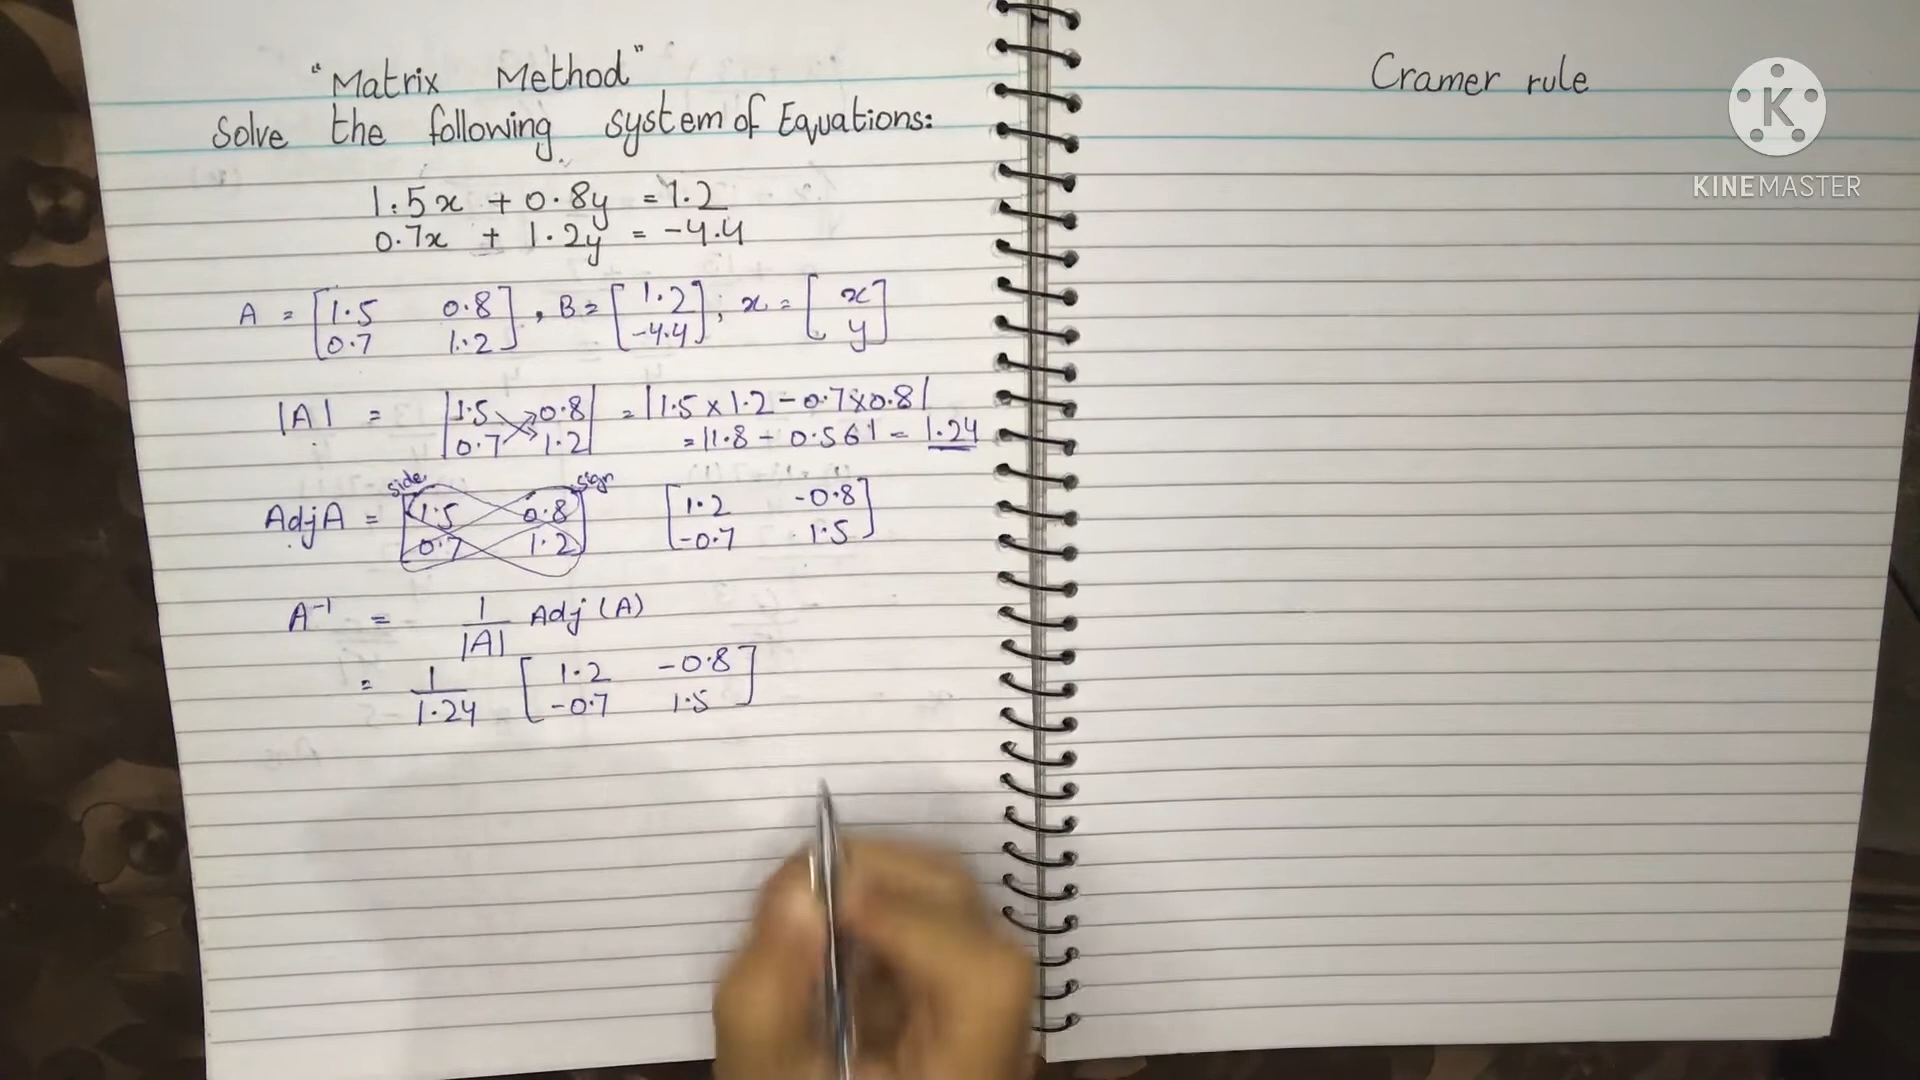 "Matrix Method"
Solve the following system of Equations:
1.5x + 0.8y = 1.2
0.7x + 1.2y = -4.4
A = [1.5 0.8], B = [1.2]; x = [x]
[0.7 1.2] [-4.4] [y]
|A| = |1.5 0.8| = |1.5 x 1.2 - 0.7 x 0.8|
|0.7 1.2| = |1.8 - 0.56| = 1.24
side sign
Adj A = [1.5 0.8] [1.2 -0.8]
[0.7 1.2] [-0.7 1.5]
A⁻¹ = 1/|A| Adj (A)
= 1/1.24 [1.2 -0.8]
[-0.7 1.5]
Cramer rule
K
KINEMASTER